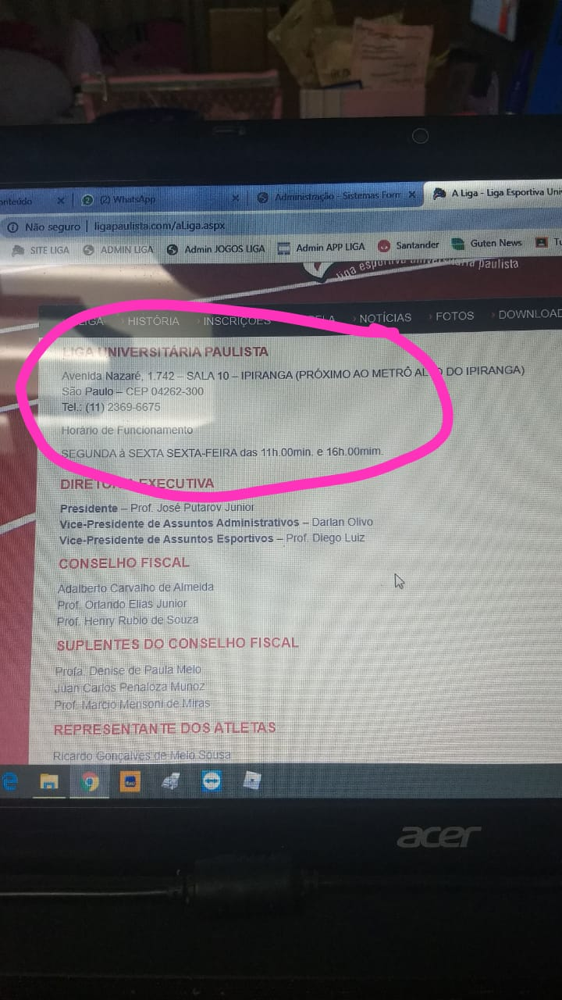 onteúdo
(2) WhatsApp
Administração - Sistemas Form
A Liga - Liga Esportiva Univ
Não seguro | ligapaulista.com/aLiga.aspx
SITE LIGA
ADMIN LIGA
Admin JOGOS LIGA
Admin APP LIGA
Santander
Guten News
liga esportiva universitária paulista
LIGA
HISTÓRIA
INSCRIÇÕES
NOTÍCIAS
FOTOS
DOWNLOAD
LIGA UNIVERSITÁRIA PAULISTA
Avenida Nazaré, 1.742 – SALA 10 – IPIRANGA (PRÓXIMO AO METRÔ AL DO IPIRANGA)
São Paulo – CEP 04262-300
Tel.: (11) 2369-6675
Horário de Funcionamento
SEGUNDA à SEXTA SEXTA-FEIRA das 11h.00min. e 16h.00mim.
DIRETORIA EXECUTIVA
Presidente – Prof. José Putarov Junior
Vice-Presidente de Assuntos Administrativos – Darlan Olivo
Vice-Presidente de Assuntos Esportivos – Prof. Diego Luiz
CONSELHO FISCAL
Adalberto Carvalho de Almeida
Prof. Orlando Elias Junior
Prof. Henry Rubio de Souza
SUPLENTES DO CONSELHO FISCAL
Profa. Denise de Paula Melo
Juan Carlos Penaloza Munoz
Prof. Marcio Mensoni de Miras
REPRESENTANTE DOS ATLETAS
Ricardo Gonçalves de Melo Sousa
acer